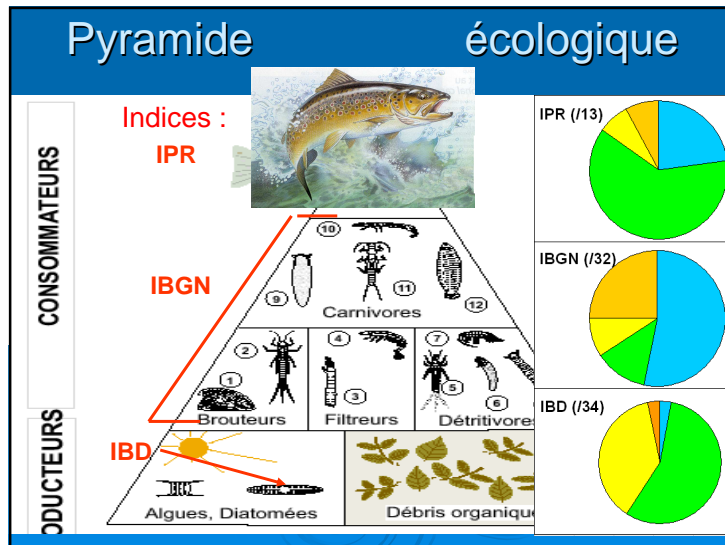 Pyramide écologique
Indices :
IPR
IBGN
IBD
CONSOMMATEURS
ODUCTEURS
10
9
11
12
Carnivores
2
1
Brouteurs
4
3
Filtreurs
7
5
6
Détritivores
Algues, Diatomées
Débris organique
IPR (/13)
IBGN (/32)
IBD (/34)